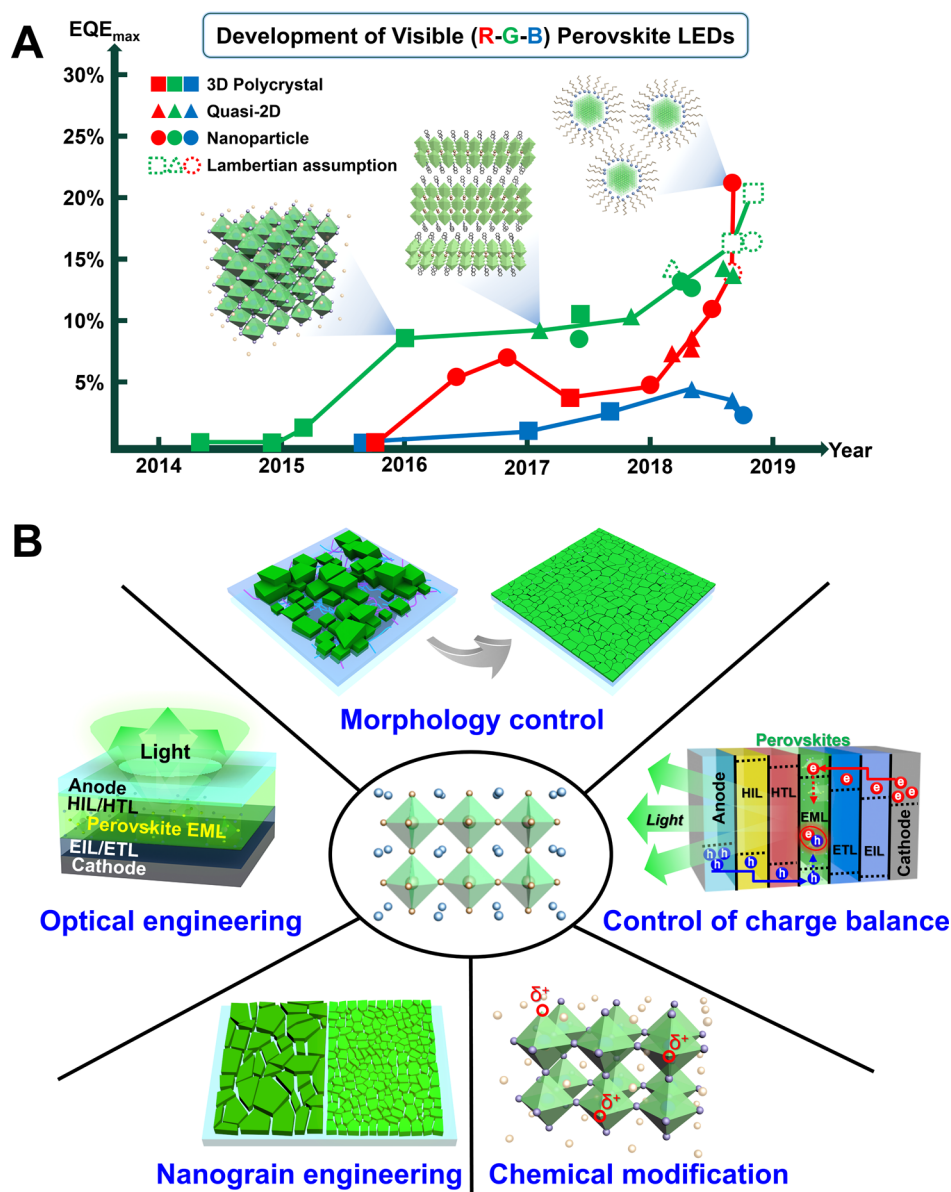 A
EQEmax
Development of Visible (R-G-B) Perovskite LEDs
30%
25%
20%
15%
10%
5%
3D Polycrystal
Quasi-2D
Nanoparticle
Lambertian assumption
2014
2015
2016
2017
2018
2019
Year
B
Morphology control
Light
Anode
HIL/HTL
Perovskite EML
EIL/ETL
Cathode
Optical engineering
Perovskites
Light
Anode
HIL
HTL
EML
ETL
EIL
Cathode
e
e
e
e
e
e
e
h
h
h
h
h
h
h
Control of charge balance
Nanograin engineering
δ+
δ+
δ+
Chemical modification